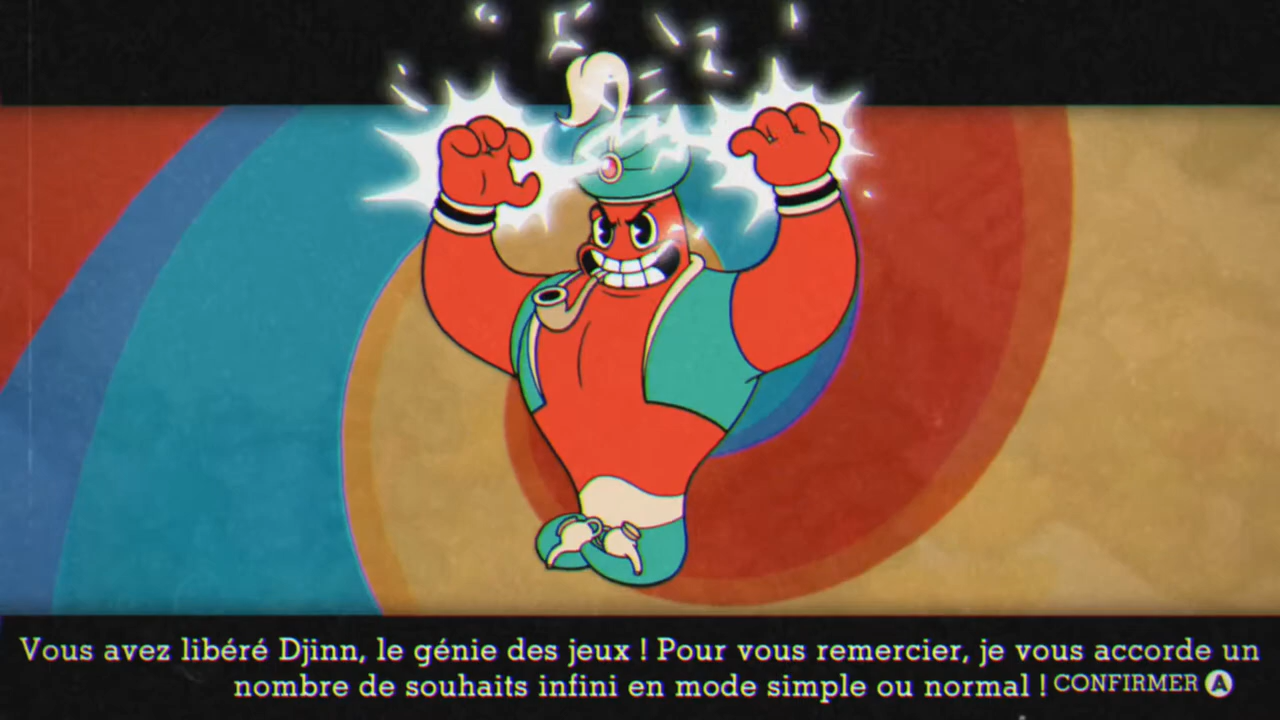 Vous avez libéré Djinn, le génie des jeux ! Pour vous remercier, je vous accorde un
nombre de souhaits infini en mode simple ou normal ! CONFIRMER A